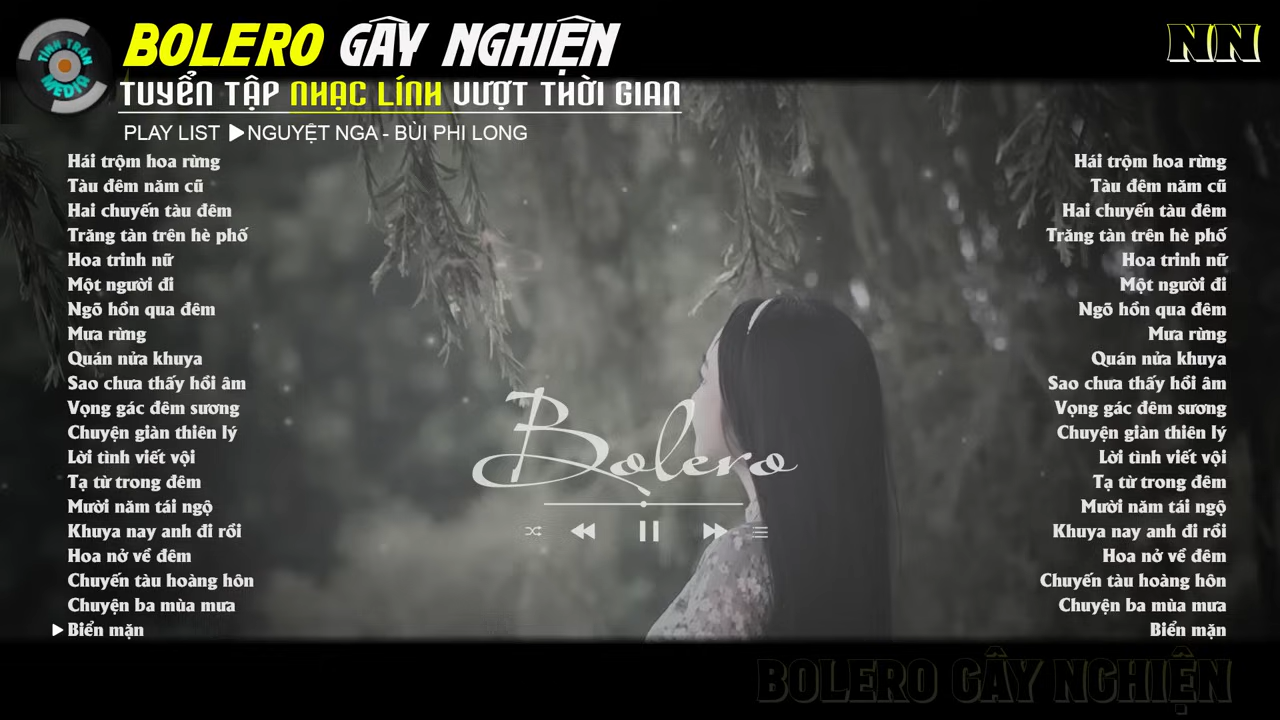 TÌNH TRẦN
MEDIA
BOLERO GÂY NGHIỆN
NN
TUYỂN TẬP NHẠC LÍNH VƯỢT THỜI GIAN
PLAY LIST NGUYỆT NGA - BÙI PHI LONG
Hái trộm hoa rừng
Tàu đêm năm cũ
Hai chuyến tàu đêm
Trăng tàn trên hè phố
Hoa trinh nữ
Một người đi
Ngõ hồn qua đêm
Mưa rừng
Quán nửa khuya
Sao chưa thấy hồi âm
Vọng gác đêm sương
Chuyện giàn thiên lý
Lời tình viết vội
Tạ từ trong đêm
Mười năm tái ngộ
Khuya nay anh đi rồi
Hoa nở về đêm
Chuyến tàu hoàng hôn
Chuyện ba mùa mưa
Biển mặn
Bolero
Hái trộm hoa rừng
Tàu đêm năm cũ
Hai chuyến tàu đêm
Trăng tàn trên hè phố
Hoa trinh nữ
Một người đi
Ngõ hồn qua đêm
Mưa rừng
Quán nửa khuya
Sao chưa thấy hồi âm
Vọng gác đêm sương
Chuyện giàn thiên lý
Lời tình viết vội
Tạ từ trong đêm
Mười năm tái ngộ
Khuya nay anh đi rồi
Hoa nở về đêm
Chuyến tàu hoàng hôn
Chuyện ba mùa mưa
Biển mặn
BOLERO GÂY NGHIỆN